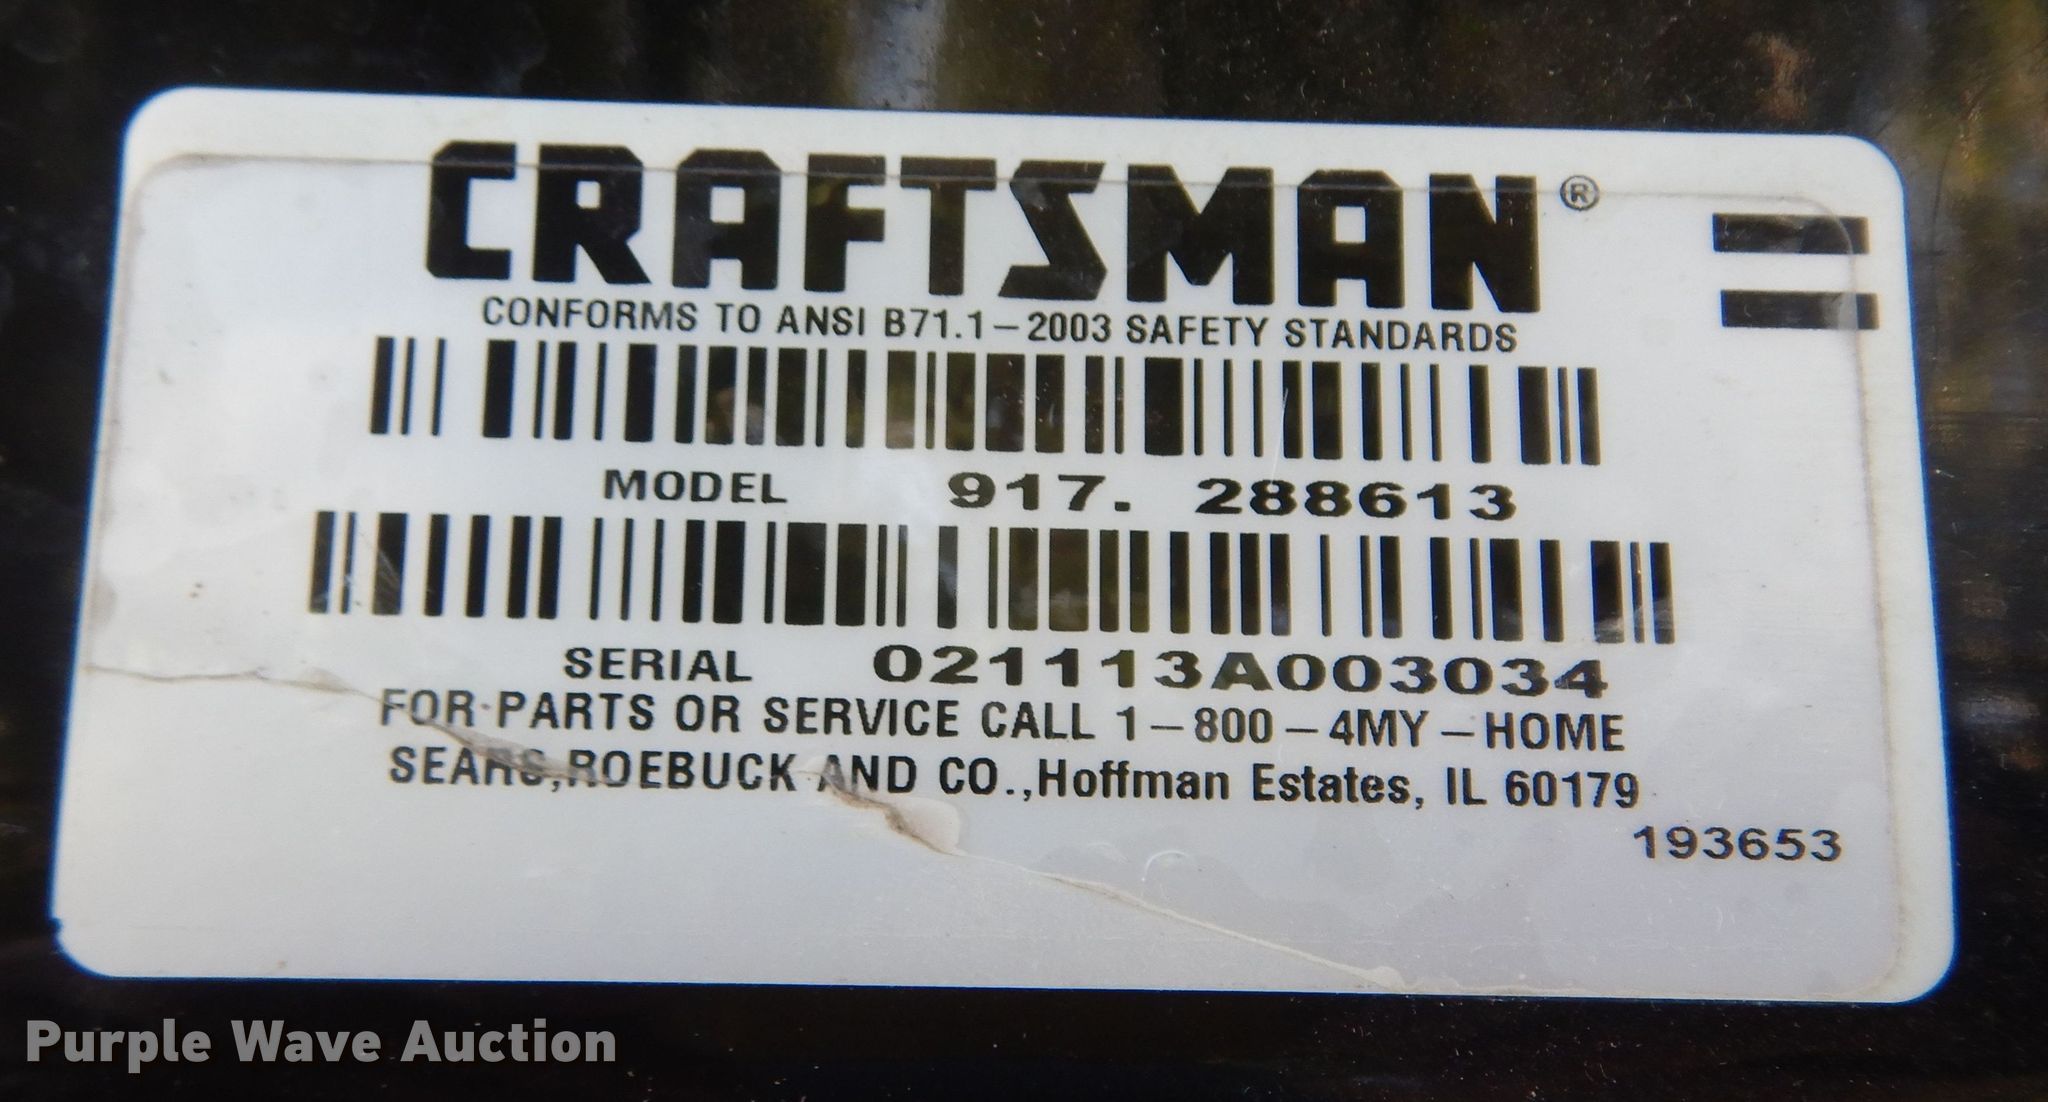 CRAFTSMAN®
CONFORMS TO ANSI B71.1-2003 SAFETY STANDARDS
MODEL 917. 288613
SERIAL 021113A003034
FOR PARTS OR SERVICE CALL 1-800-4MY-HOME
SEARS,ROEBUCK AND CO.,Hoffman Estates, IL 60179
193653
Purple Wave Auction